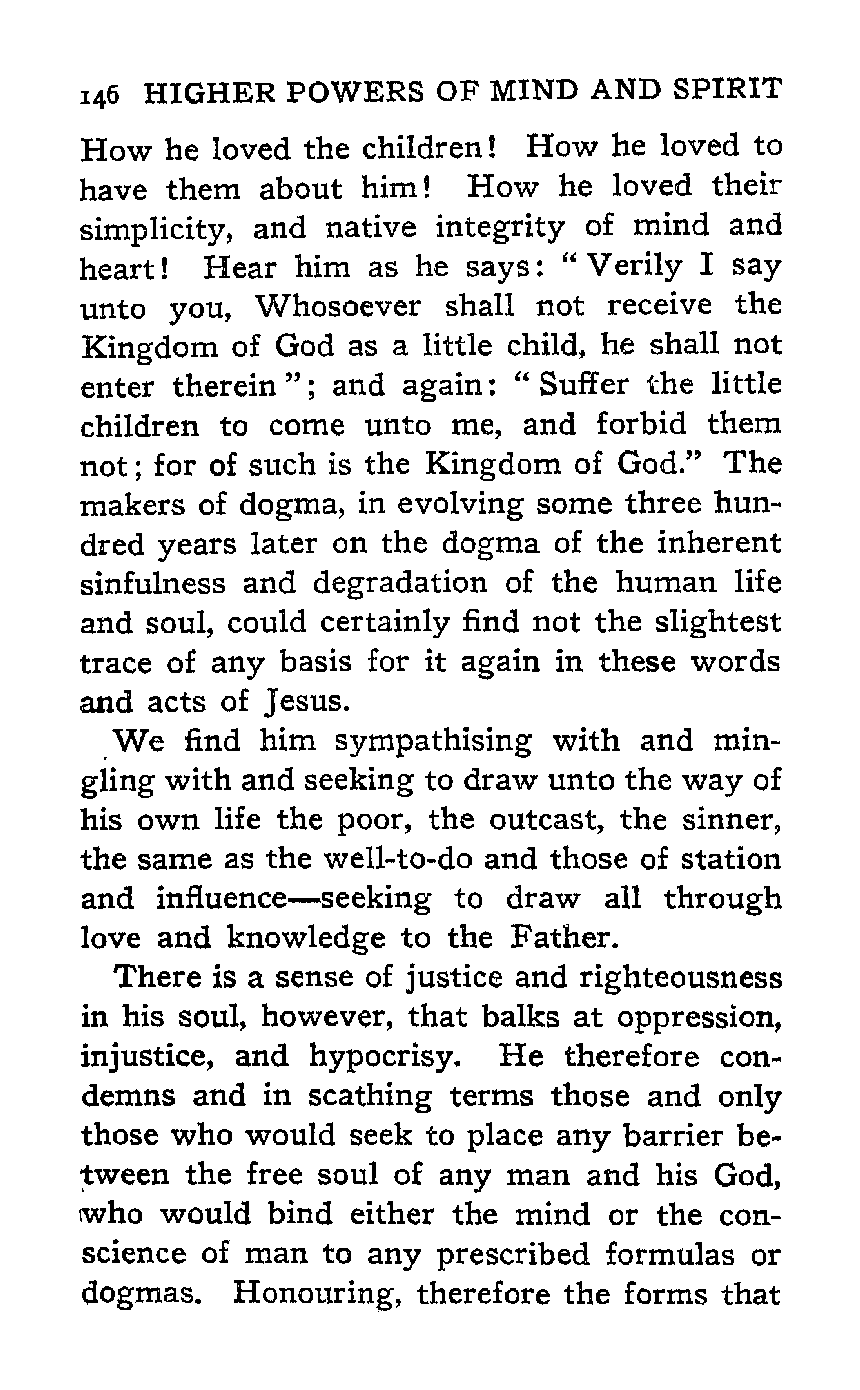 146 HIGHER POWERS OF MIND AND SPIRIT
How he loved the children! How he loved to
have them about him! How he loved their
simplicity, and native integrity of mind and
heart! Hear him as he says: “Verily I say
unto you, Whosoever shall not receive the
Kingdom of God as a little child, he shall not
enter therein”; and again: “Suffer the little
children to come unto me, and forbid them
not; for of such is the Kingdom of God.” The
makers of dogma, in evolving some three hun-
dred years later on the dogma of the inherent
sinfulness and degradation of the human life
and soul, could certainly find not the slightest
trace of any basis for it again in these words
and acts of Jesus.
We find him sympathising with and min-
gling with and seeking to draw unto the way of
his own life the poor, the outcast, the sinner,
the same as the well-to-do and those of station
and influence—seeking to draw all through
love and knowledge to the Father.
There is a sense of justice and righteousness
in his soul, however, that balks at oppression,
injustice, and hypocrisy. He therefore con-
demns and in scathing terms those and only
those who would seek to place any barrier be-
tween the free soul of any man and his God,
who would bind either the mind or the con-
science of man to any prescribed formulas or
dogmas. Honouring, therefore the forms that